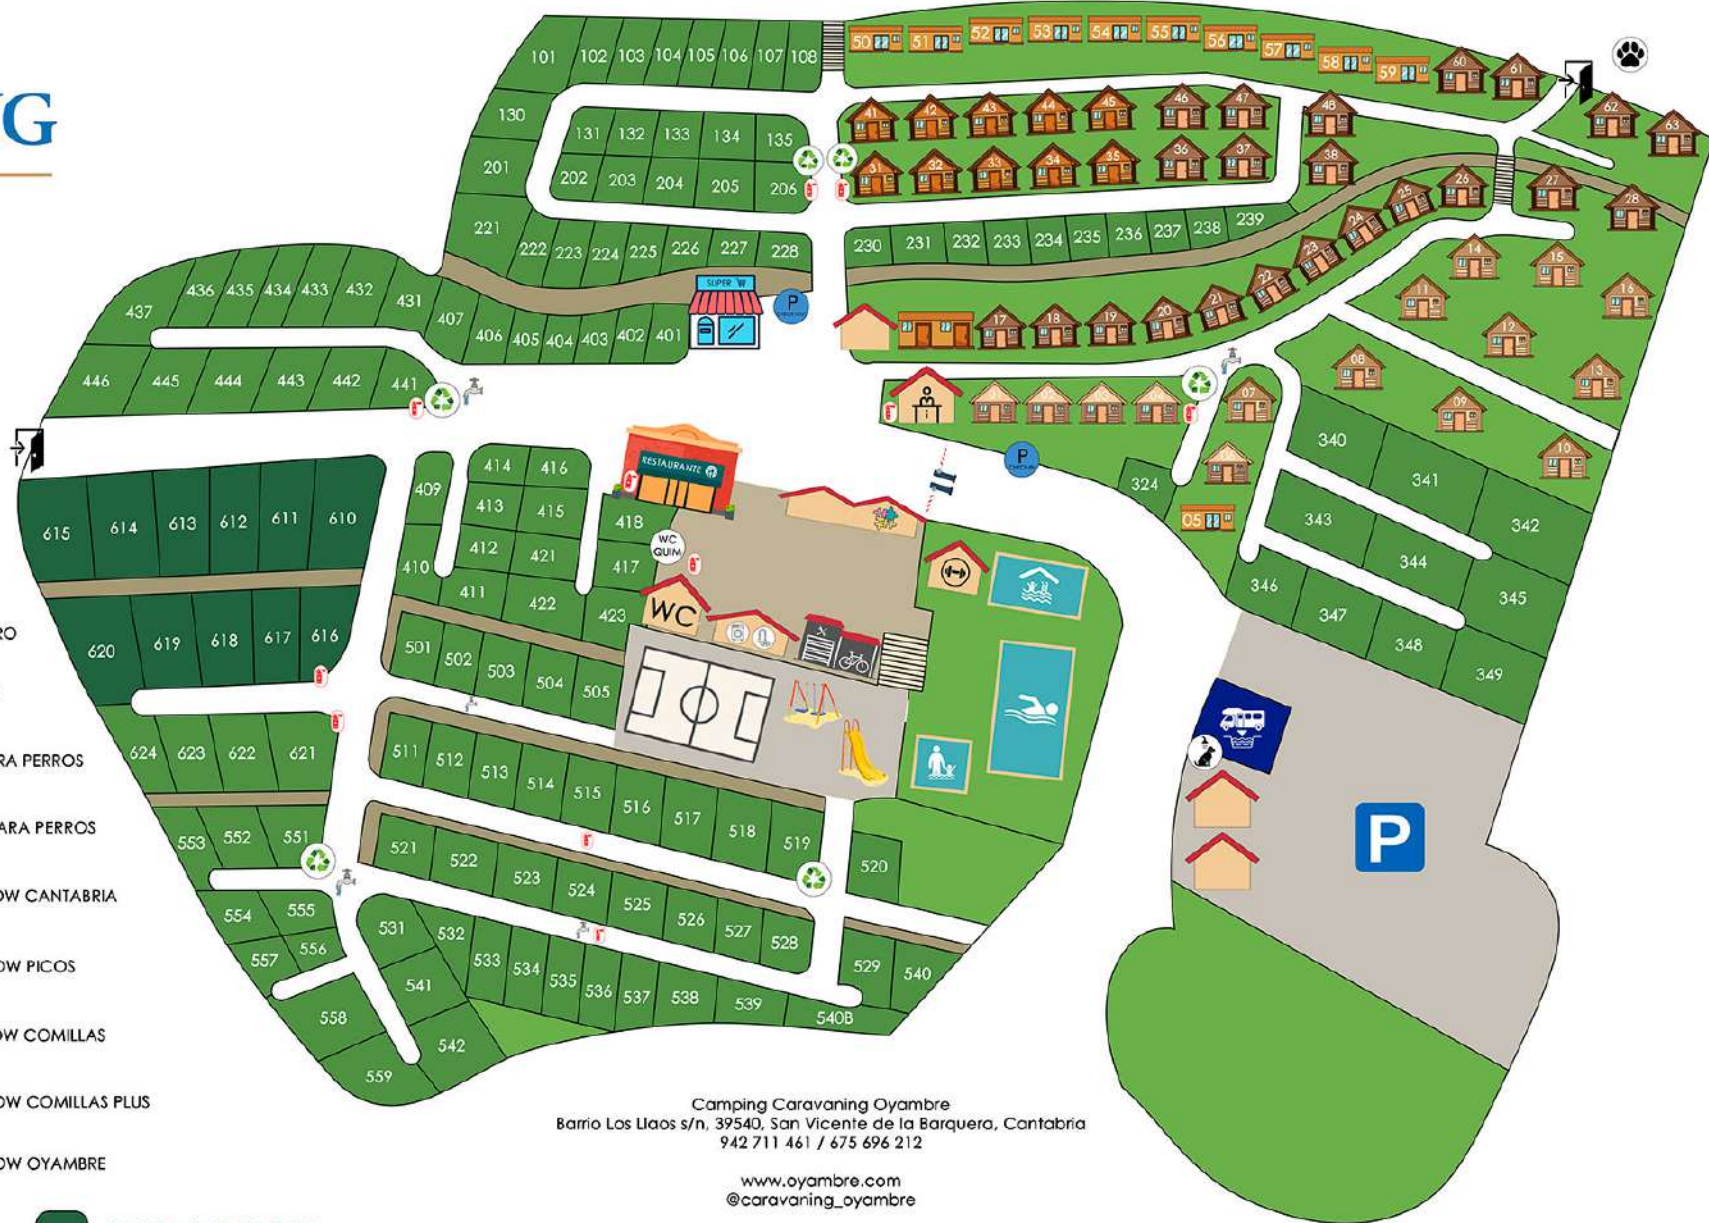 G
101 102 103 104 105 106 107 108
50 51 52 53 54 55 56 57 58 59 60 61
130
131 132 133 134 135
41 42 43 44 45 46 47 48
62 63
201
202 203 204 205 206
31 32 33 34 35 36 37 38
221
222 223 224 225 226 227 228
230 231 232 233 234 235 236 237 238 239
26 27 28
25
24
23
22
21
20
19
18
17
14 15
11 16
12
13
08
09
10
437 436 435 434 433 432 431 407 406 405 404 403 402 401
SUPER
P
446 445 444 443 442 441
01 02 03 04
07
P
06
324
05
340 341 342
343 344 345
346 347 348 349
RESTAURANTE
409 414 416
413 415 418
410 412 421 417
411 422 423
WC
QUIM
WC
615 614 613 612 611 610
620 619 618 617 616
501 502 503 504 505
624 623 622 621
511 512 513 514 515 516 517 518 519 520
553 552 551
521 522 523 524 525 526 527 528
529 540
554 555
557 556
531 532 533 534 535 536 537 538 539 540B
541
558
542
559
P
RO
RA PERROS
ARA PERROS
OW CANTABRIA
OW PICOS
OW COMILLAS
OW COMILLAS PLUS
OW OYAMBRE
Camping Caravaning Oyambre
Barrio Los Llaos s/n, 39540, San Vicente de la Barquera, Cantabria
942 711 461 / 675 696 212
www.oyambre.com
@caravaning_oyambre